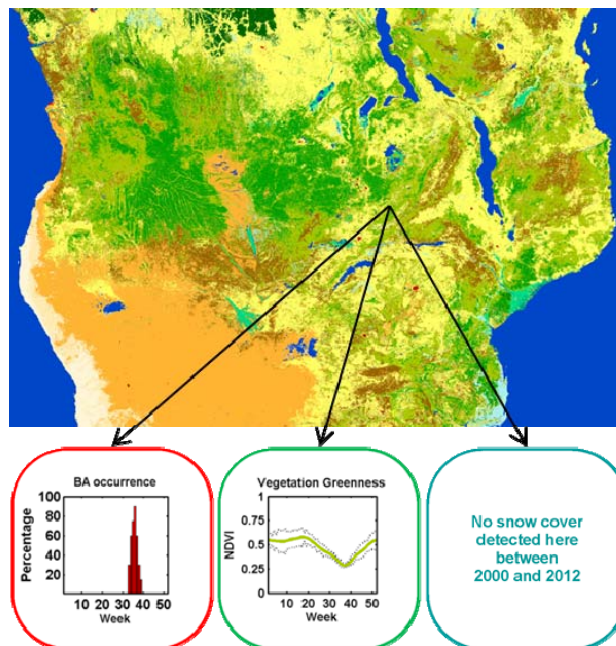 BA occurrence
Percentage
100
80
60
40
20
10 20 30 40 50
Week
Vegetation Greenness
NDVI
1
0.75
0.5
0.25
0
10 20 30 40 50
Week
No snow cover
detected here
between
2000 and 2012